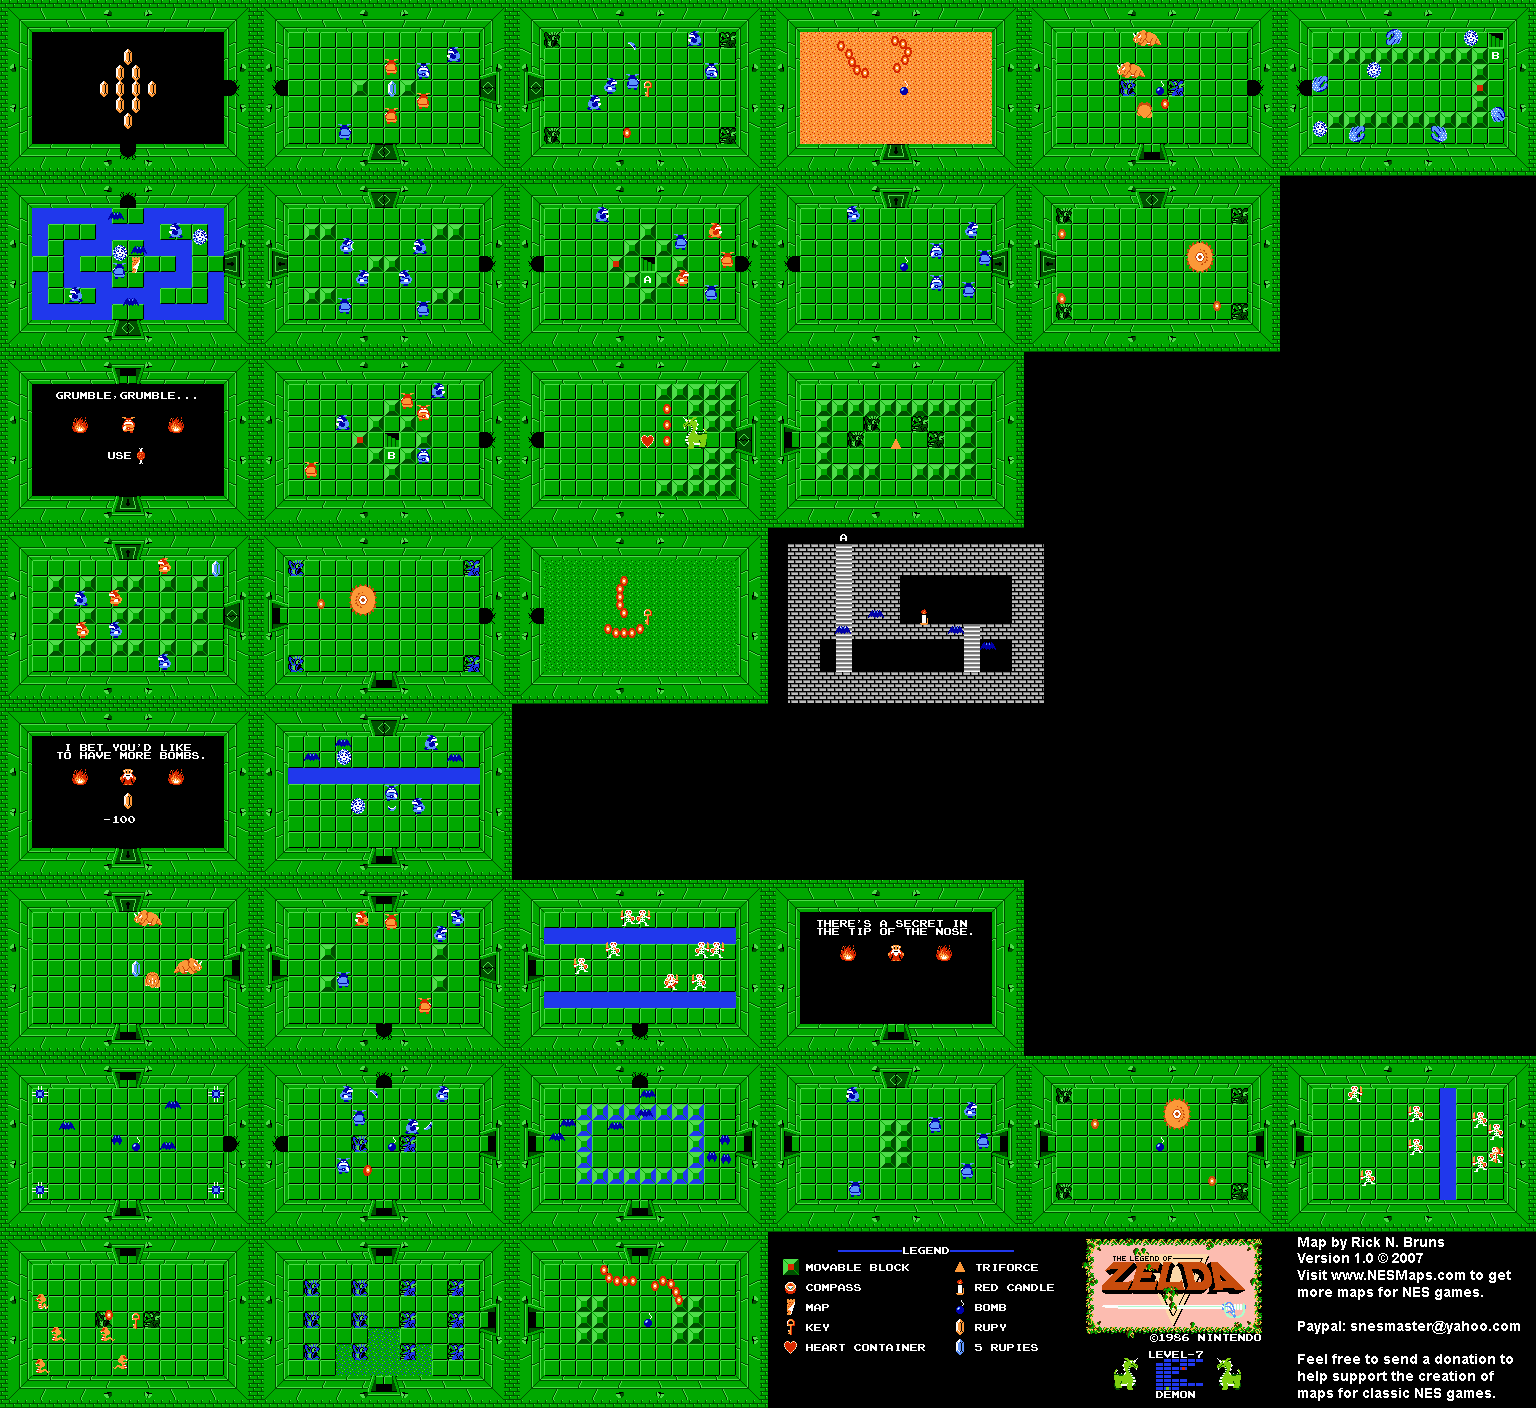 B
A
GRUMBLE,GRUMBLE...
USE
B
A
I BET YOU'D LIKE
TO HAVE MORE BOMBS.
-100
THERE'S A SECRET IN
THE TIP OF THE NOSE.
LEGEND
MOVABLE BLOCK
COMPASS
MAP
KEY
HEART CONTAINER
TRIFORCE
RED CANDLE
BOMB
RUPY
5 RUPIES
THE LEGEND OF
ZELDA
©1986 NINTENDO
LEVEL-7
DEMON
Map by Rick N. Bruns
Version 1.0 © 2007
Visit www.NESMaps.com to get
more maps for NES games.
Paypal: snesmaster@yahoo.com
Feel free to send a donation to
help support the creation of
maps for classic NES games.